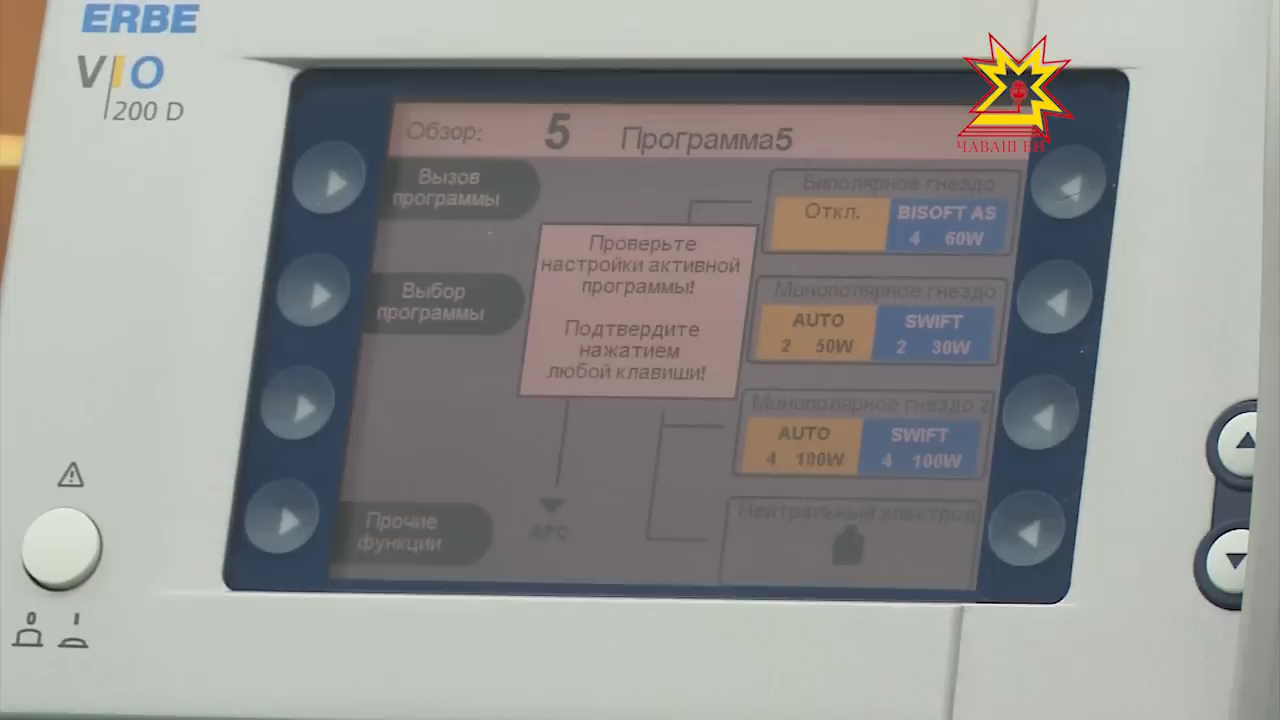 ERBE
VIO
200 D
ЧĂВАШ ЕН
Обзор: 5 Программа5
Вызов
программы
Выбор
программы
Прочие
функции
Проверьте
настройки активной
программы!
Подтвердите
нажатием
любой клавиши!
АРС
Биполярное гнездо
Откл. BISOFT AS
4 60W
Монополярное гнездо
AUTO SWIFT
2 50W 2 30W
Монополярное гнездо 2
AUTO SWIFT
4 100W 4 100W
Нейтральный электрод
0 I